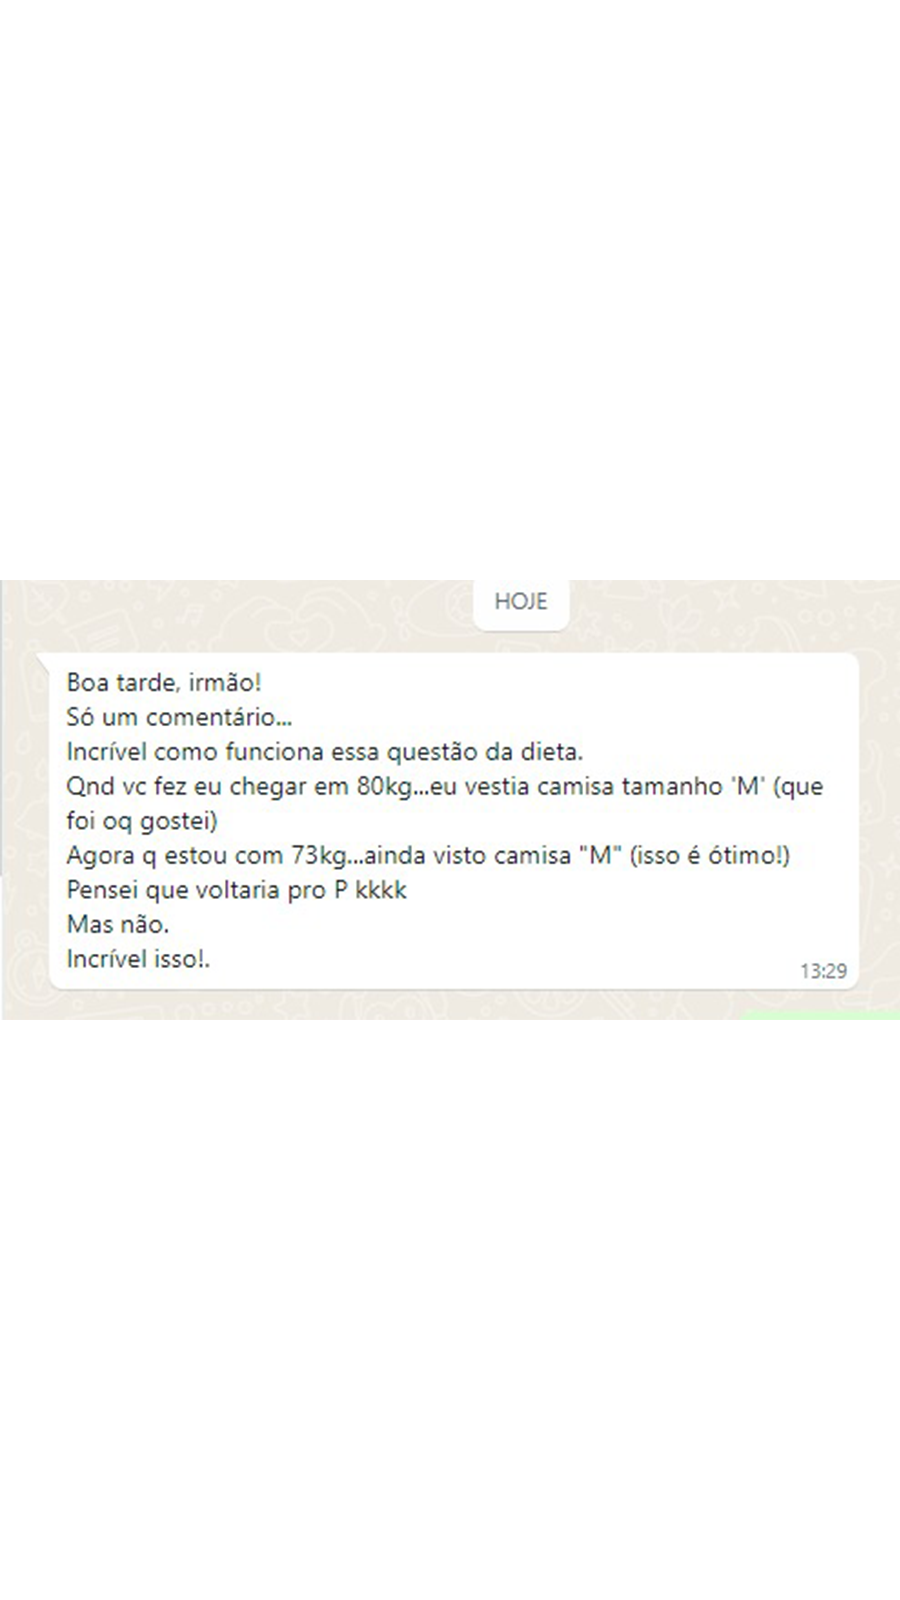 HOJE
Boa tarde, irmão!
Só um comentário...
Incrível como funciona essa questão da dieta.
Qnd vc fez eu chegar em 80kg...eu vestia camisa tamanho 'M' (que
foi oq gostei)
Agora q estou com 73kg...ainda visto camisa "M" (isso é ótimo!)
Pensei que voltaria pro P kkkk
Mas não.
Incrível isso!.
13:29